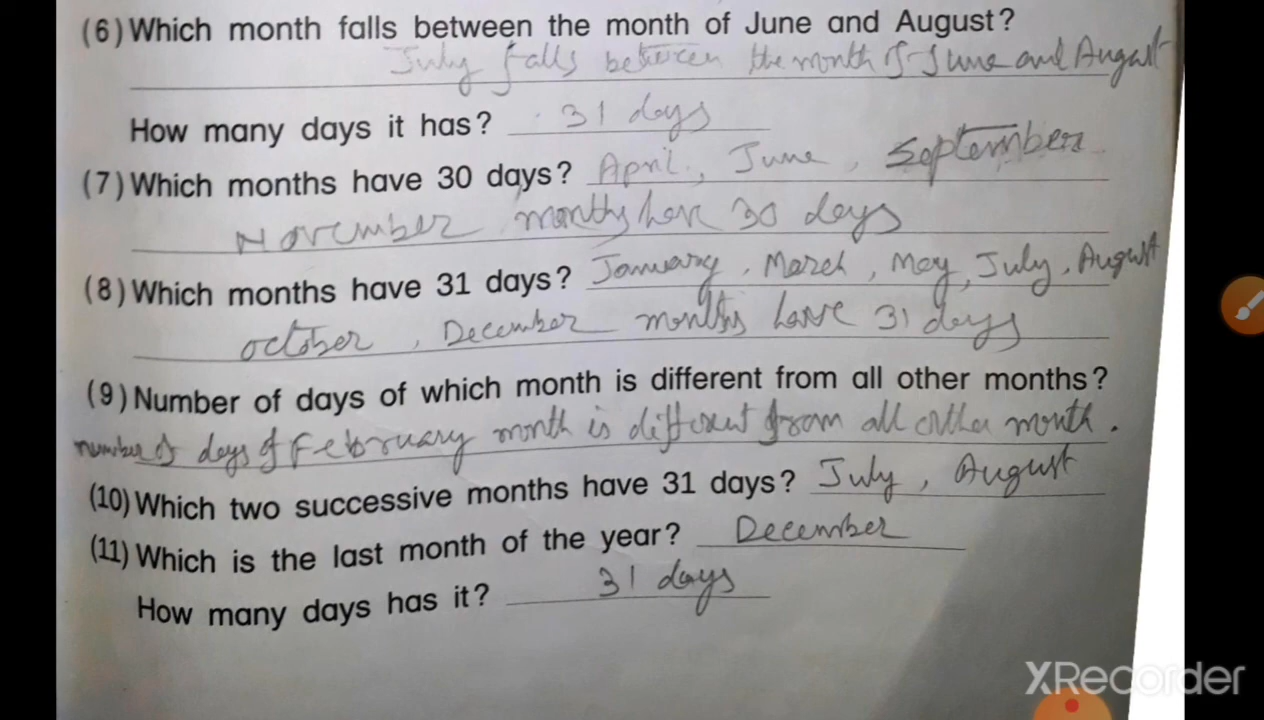 (6) Which month falls between the month of June and August?
July falls between the month of June and August
How many days it has? 31 days
(7) Which months have 30 days? April, June, September
November months have 30 days
(8) Which months have 31 days? January, March, May, July, August
october, December months have 31 days
(9) Number of days of which month is different from all other months?
number of days of February month is different from all other month.
(10) Which two successive months have 31 days? July, August
(11) Which is the last month of the year? December
How many days has it? 31 days
XRecorder